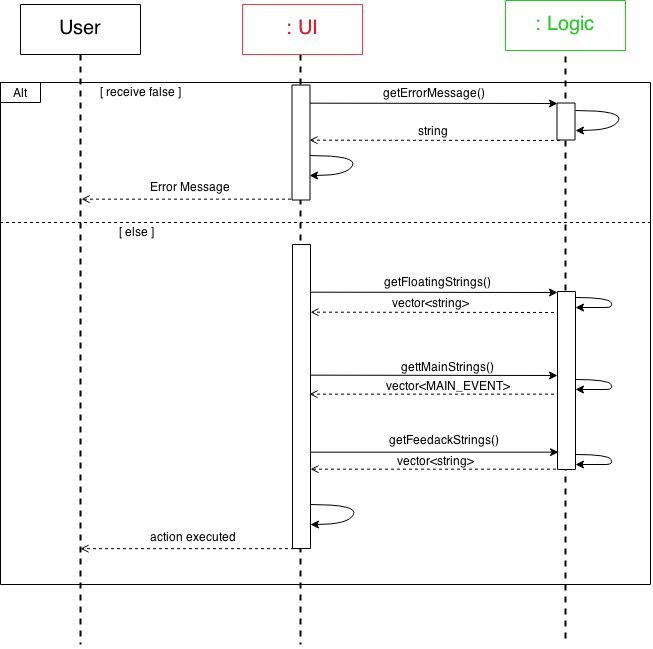 User
: UI
: Logic
Alt
[ receive false ]
getErrorMessage()
string
Error Message
[ else ]
getFloatingStrings()
vector<string>
gettMainStrings()
vector<MAIN_EVENT>
getFeedackStrings()
vector<string>
action executed